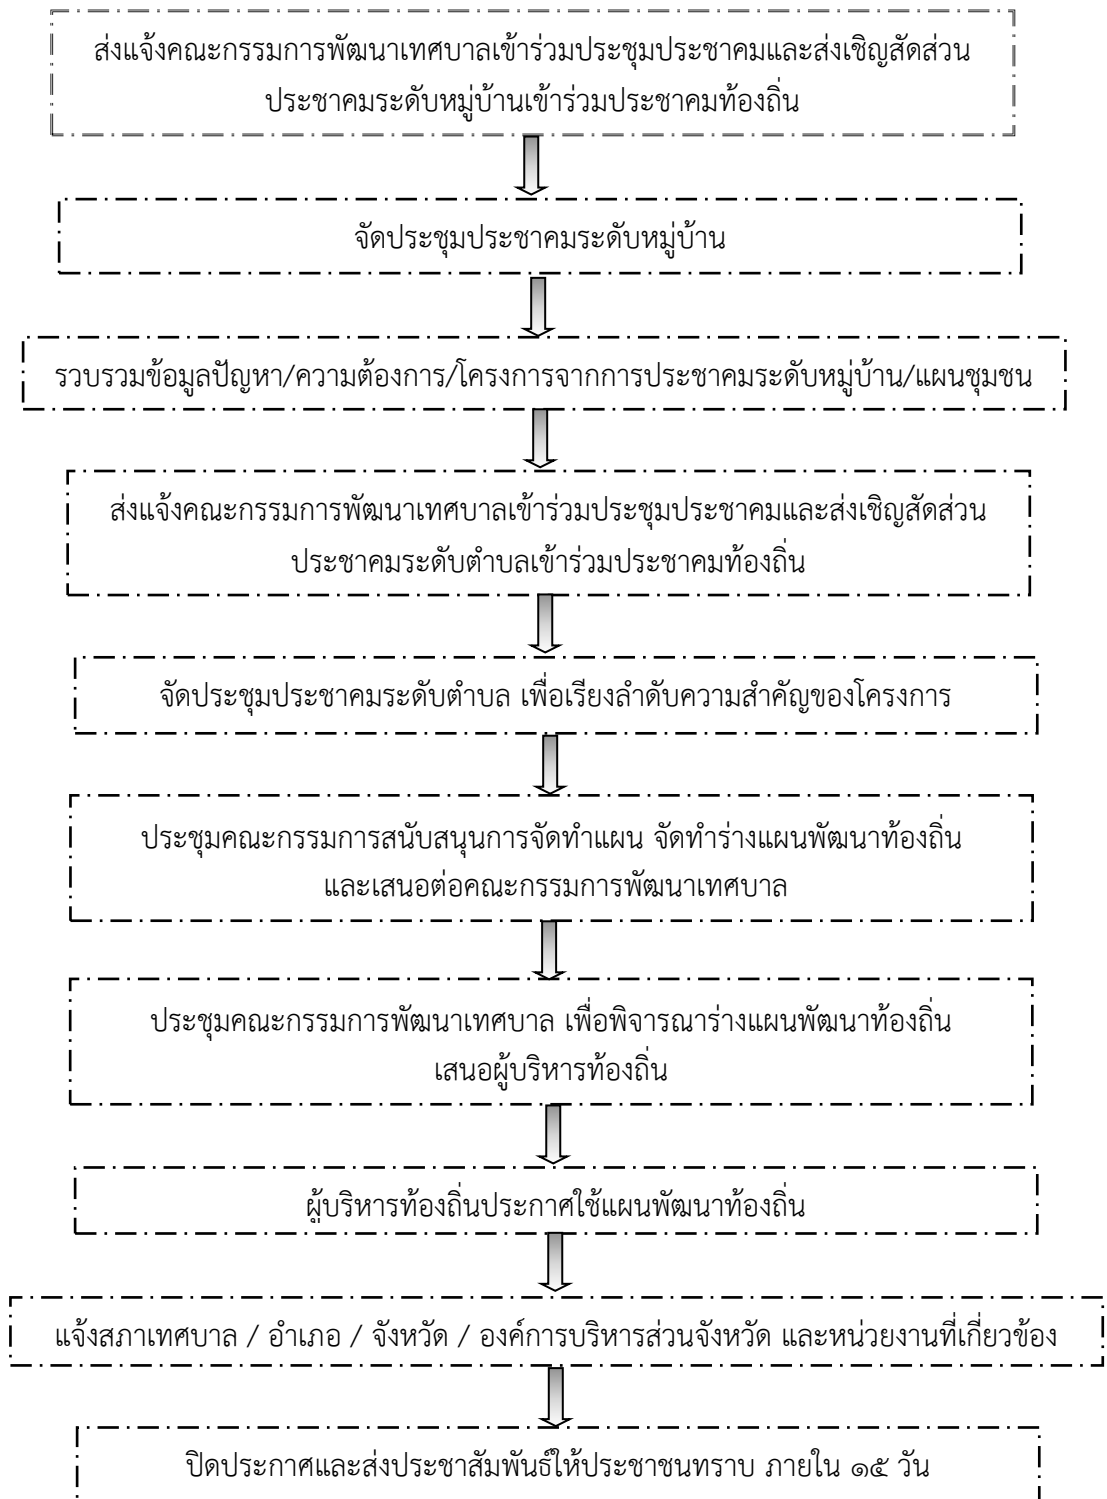 ส่งแจ้งคณะกรรมการพัฒนาเทศบาลเข้าร่วมประชุมประชาคมและส่งเชิญสัดส่วน
ประชาคมระดับหมู่บ้านเข้าร่วมประชาคมท้องถิ่น
จัดประชุมประชาคมระดับหมู่บ้าน
รวบรวมข้อมูลปัญหา/ความต้องการ/โครงการจากการประชาคมระดับหมู่บ้าน/แผนชุมชน
ส่งแจ้งคณะกรรมการพัฒนาเทศบาลเข้าร่วมประชุมประชาคมและส่งเชิญสัดส่วน
ประชาคมระดับตำบลเข้าร่วมประชาคมท้องถิ่น
จัดประชุมประชาคมระดับตำบล เพื่อเรียงลำดับความสำคัญของโครงการ
ประชุมคณะกรรมการสนับสนุนการจัดทำแผน จัดทำร่างแผนพัฒนาท้องถิ่น
และเสนอต่อคณะกรรมการพัฒนาเทศบาล
ประชุมคณะกรรมการพัฒนาเทศบาล เพื่อพิจารณาร่างแผนพัฒนาท้องถิ่น
เสนอผู้บริหารท้องถิ่น
ผู้บริหารท้องถิ่นประกาศใช้แผนพัฒนาท้องถิ่น
แจ้งสภาเทศบาล / อำเภอ / จังหวัด / องค์การบริหารส่วนจังหวัด และหน่วยงานที่เกี่ยวข้อง
ปิดประกาศและส่งประชาสัมพันธ์ให้ประชาชนทราบ ภายใน ๑๕ วัน